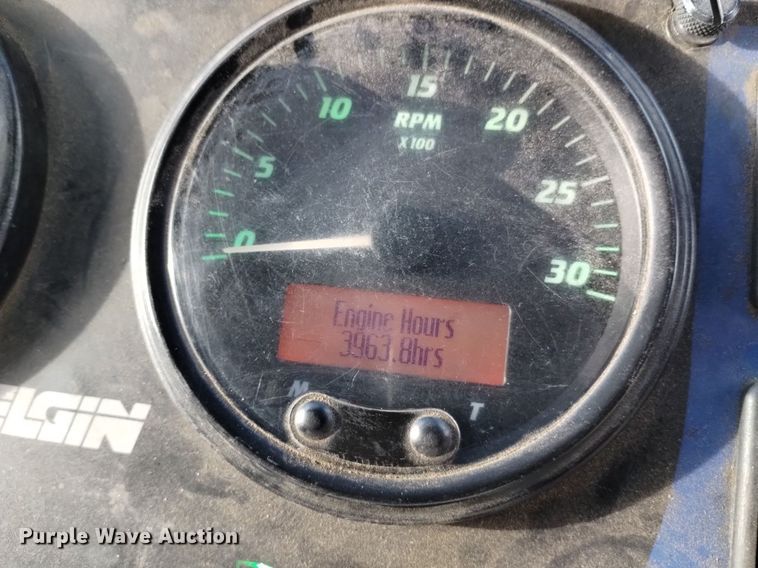 0
5
10
15
20
25
30
RPM
X100
Engine Hours
3963.8hrs
M
T
ELGIN
Purple Wave Auction